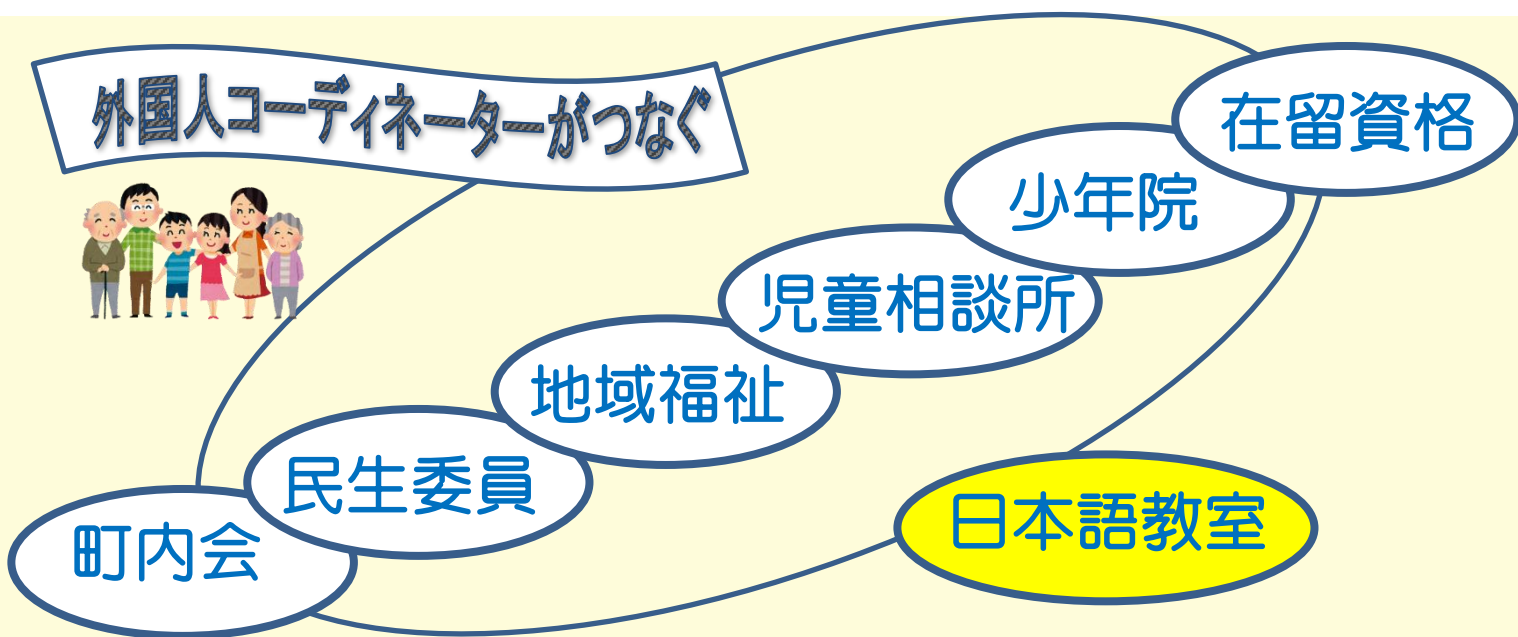 外国人コーディネーターがつなぐ
在留資格
少年院
児童相談所
地域福祉
民生委員
町内会
日本語教室